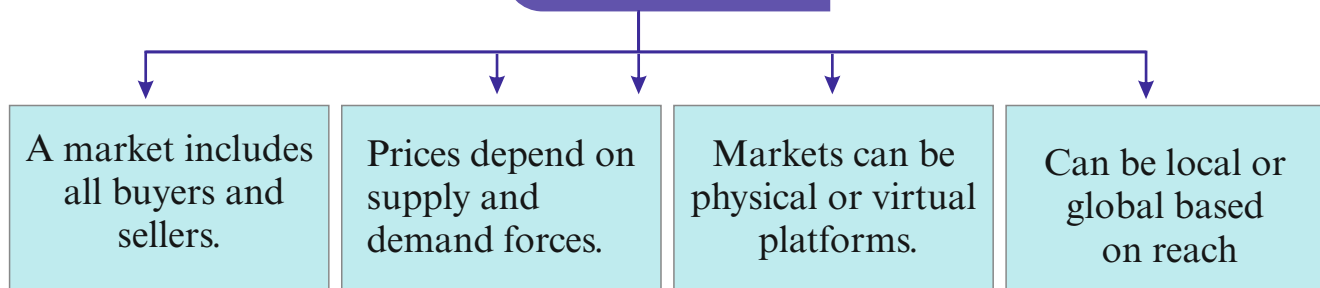 A market includes
all buyers and
sellers.
Prices depend on
supply and
demand forces.
Markets can be
physical or virtual
platforms.
Can be local or
global based
on reach